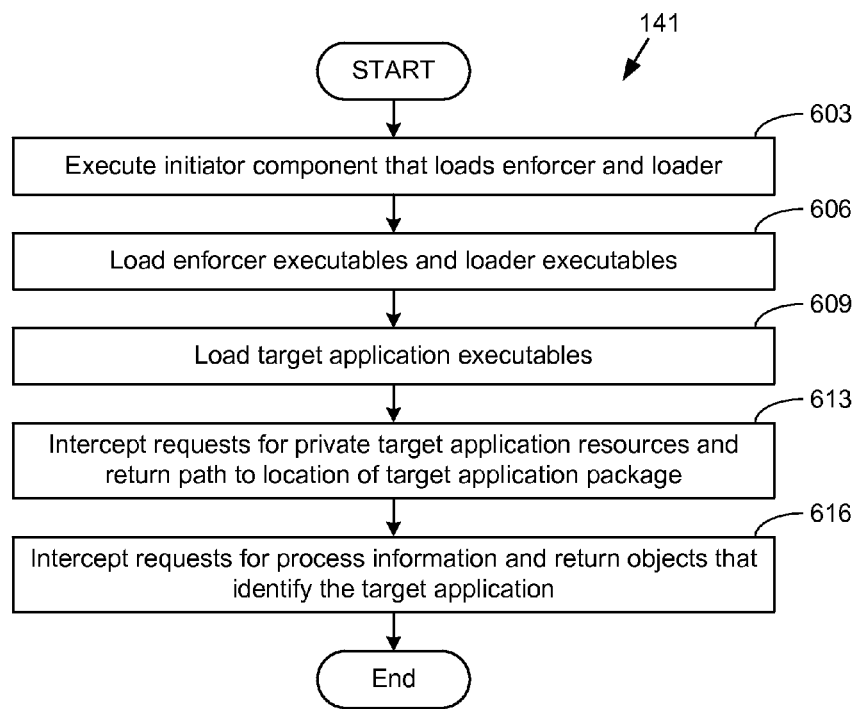 141
START
603
Execute initiator component that loads enforcer and loader
606
Load enforcer executables and loader executables
609
Load target application executables
613
Intercept requests for private target application resources and
return path to location of target application package
616
Intercept requests for process information and return objects that
identify the target application
End